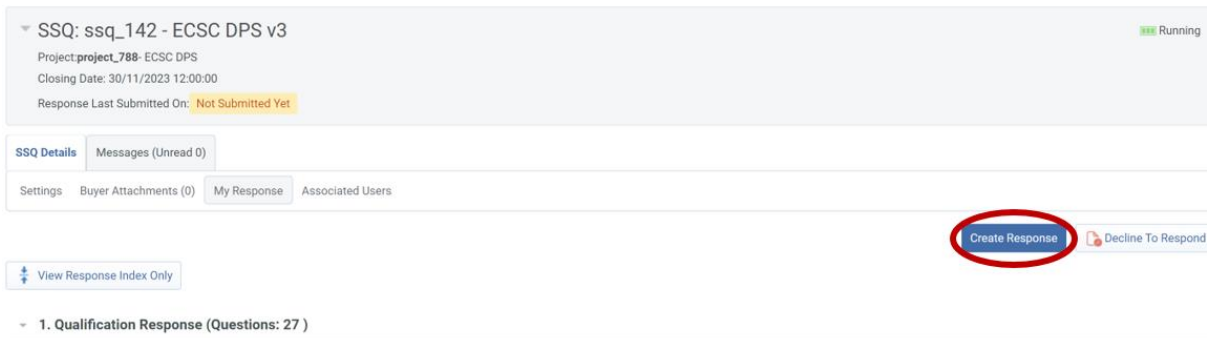 SSQ: ssq_142 - ECSC DPS v3
Running
Project:project_788- ECSC DPS
Closing Date: 30/11/2023 12:00:00
Response Last Submitted On: Not Submitted Yet
SSQ Details Messages (Unread 0)
Settings Buyer Attachments (0) My Response Associated Users
Create Response Decline To Respond
View Response Index Only
1. Qualification Response (Questions: 27 )